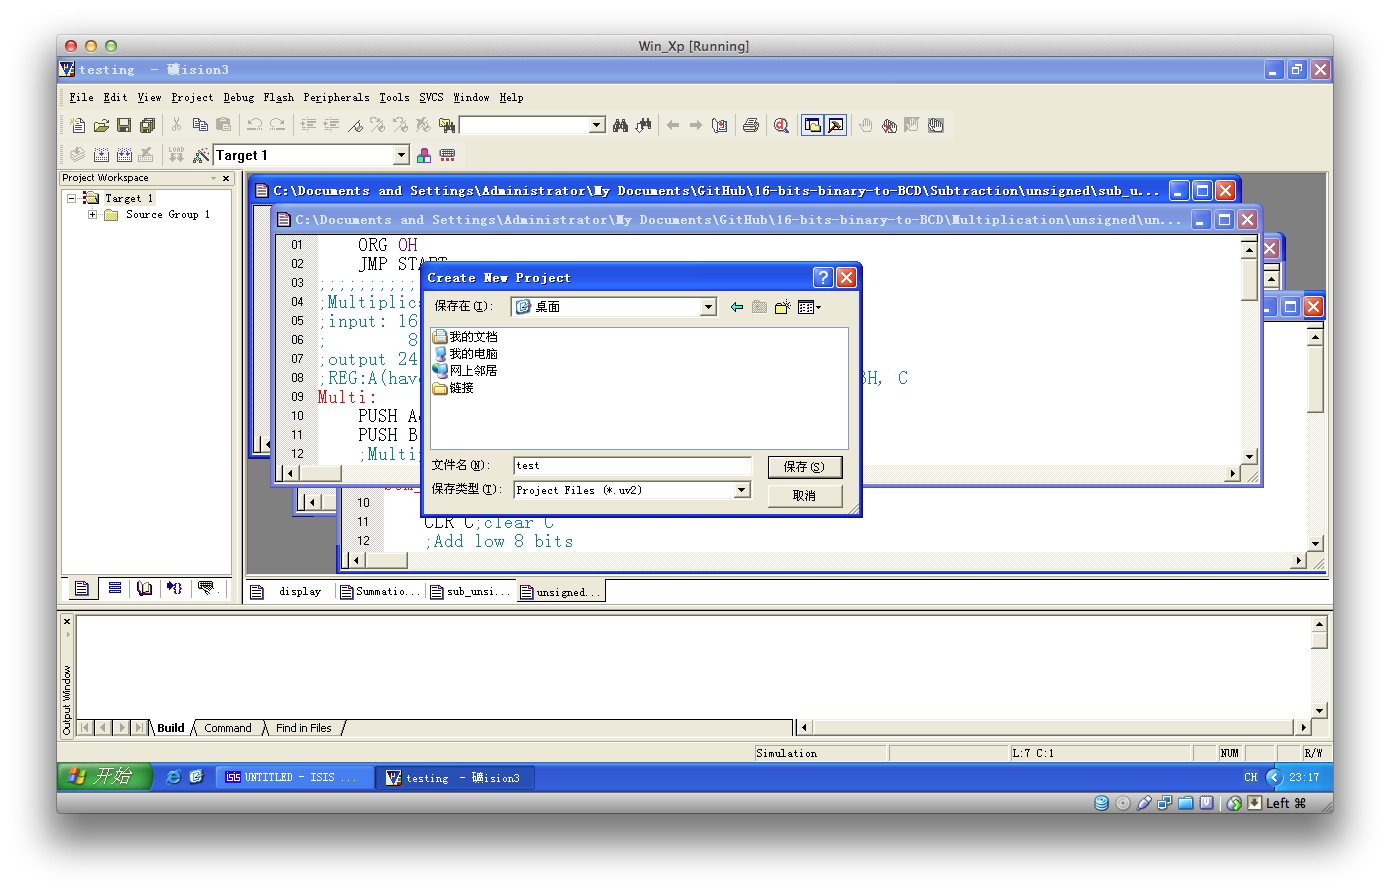 Win_Xp [Running]
testing - 礦ision3
File Edit View Project Debug Flash Peripherals Tools SVCS Window Help
LOAD
Target 1
Project Workspace
Target 1
Source Group 1
C:\Documents and Settings\Administrator\My Documents\GitHub\16-bits-binary-to-BCD\Subtraction\unsigned\sub_u...
C:\Documents and Settings\Administrator\My Documents\GitHub\16-bits-binary-to-BCD\Multiplication\unsigned\un...
01 ORG 0H
02 JMP START
03 ;;;;;;;;;;
04 ;Multiplic
05 ;input: 16
06 ; 8
07 ;output 24
08 ;REG:A(hav BH, C
09 Multi:
10 PUSH A
11 PUSH B
12 ;Multi
Create New Project
保存在(I): 桌面
我的文档
我的电脑
网上邻居
链接
文件名(N): test 保存(S)
保存类型(T): Project Files (*.uv2) 取消
10
11 CLR C;clear C
12 ;Add low 8 bits
display Summatio... sub_unsi... unsigned...
Output Window
Build Command Find in Files
Simulation L:7 C:1 NUM R/W
开始 UNTITLED - ISIS ... testing - 礦ision3 CH 23:17
Left ⌘